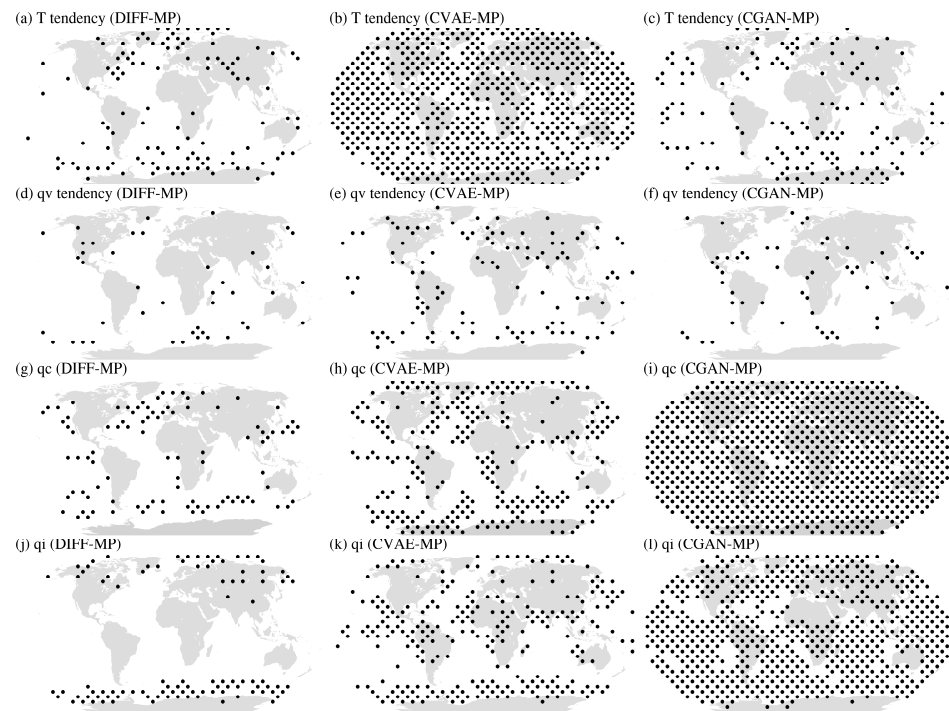 (a) T tendency (DIFF-MP)
(b) T tendency (CVAE-MP)
(c) T tendency (CGAN-MP)
(d) qv tendency (DIFF-MP)
(e) qv tendency (CVAE-MP)
(f) qv tendency (CGAN-MP)
(g) qc (DIFF-MP)
(h) qc (CVAE-MP)
(i) qc (CGAN-MP)
(j) qi (DIFF-MP)
(k) qi (CVAE-MP)
(l) qi (CGAN-MP)